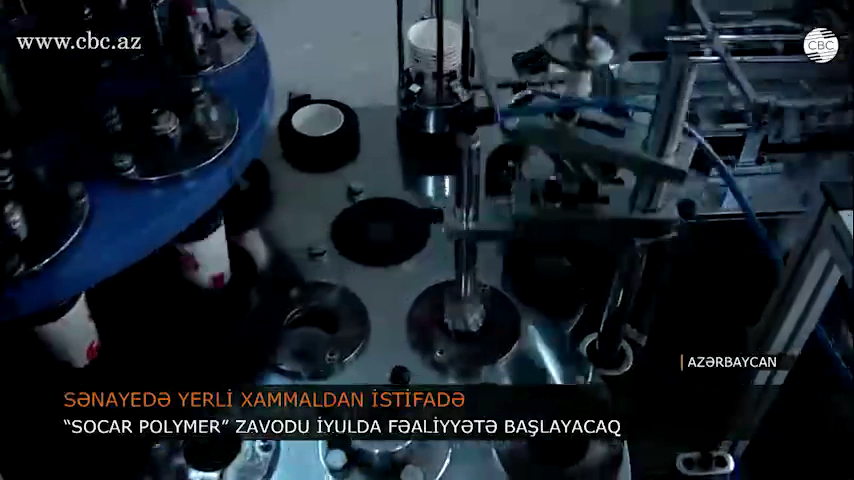 www.cbc.az
CBC
AZƏRBAYCAN
SƏNAYEDƏ YERLİ XAMMALDAN İSTİFADƏ
“SOCAR POLYMER” ZAVODU İYULDA FƏALİYYƏTƏ BAŞLAYACAQ